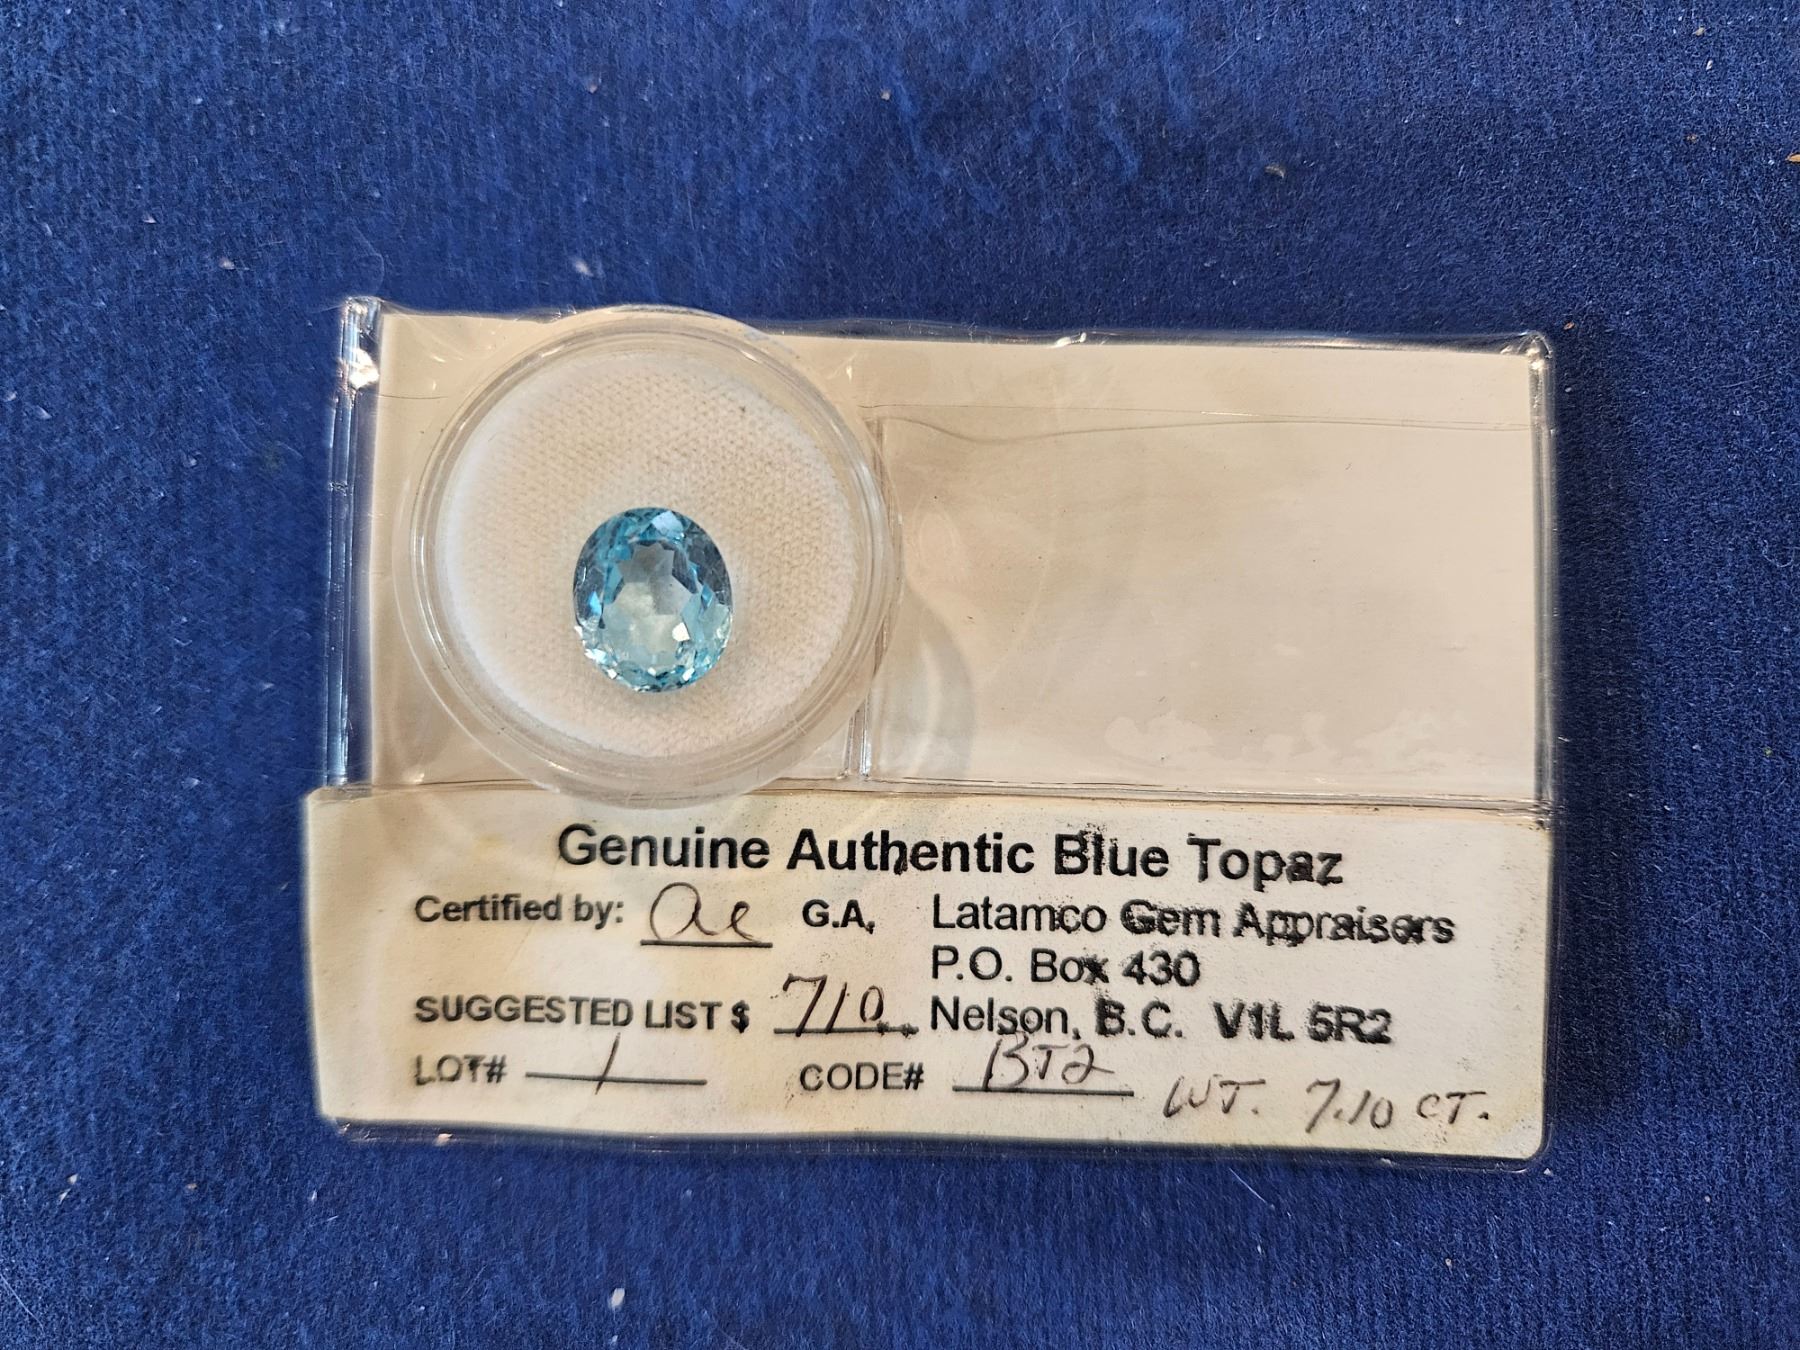 Genuine Authentic Blue Topaz
Certified by: G.A, Latamco Gem Appraisers
P.O. Box 430
SUGGESTED LIST $ 710 Nelson, B.C. V1L 5R2
LOT# 1 CODE# BT2 WT. 7.10 CT.